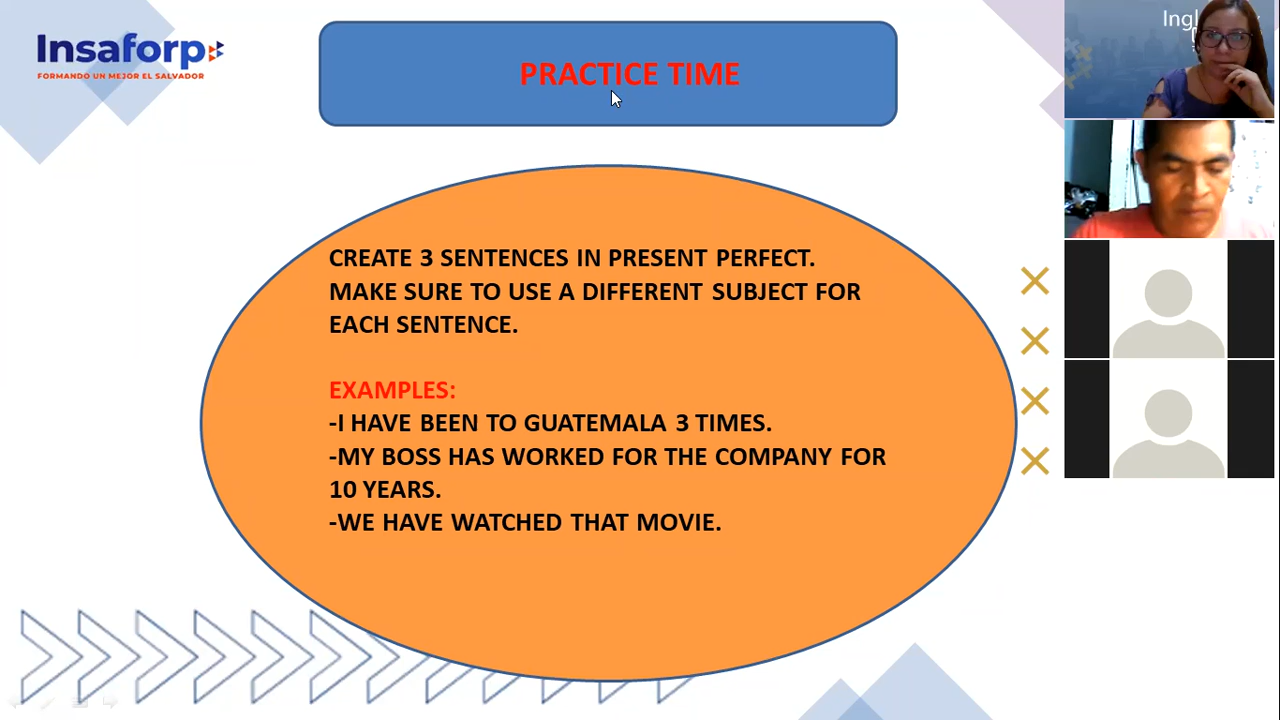 Insaforp
FORMANDO UN MEJOR EL SALVADOR
PRACTICE TIME
CREATE 3 SENTENCES IN PRESENT PERFECT.
MAKE SURE TO USE A DIFFERENT SUBJECT FOR
EACH SENTENCE.
EXAMPLES:
-I HAVE BEEN TO GUATEMALA 3 TIMES.
-MY BOSS HAS WORKED FOR THE COMPANY FOR
10 YEARS.
-WE HAVE WATCHED THAT MOVIE.